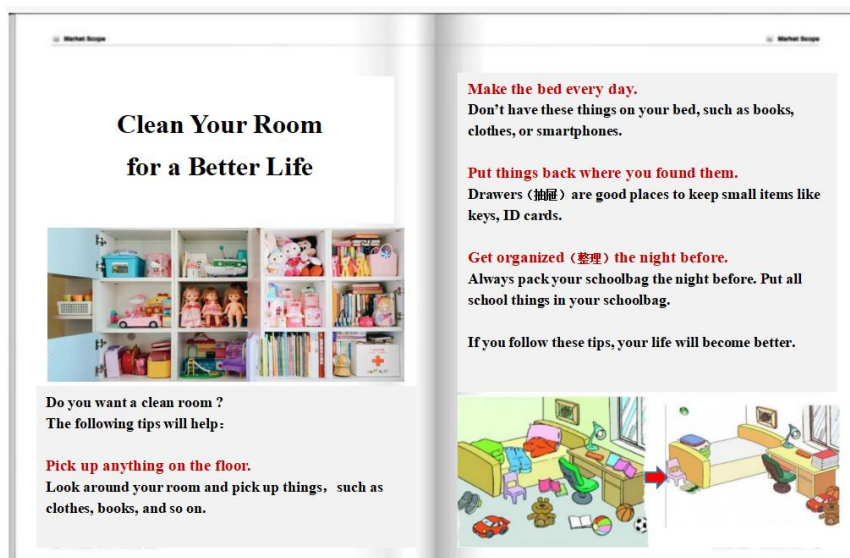 Market Scope
Market Scope
Clean Your Room
for a Better Life
Do you want a clean room ?
The following tips will help：
Pick up anything on the floor.
Look around your room and pick up things，such as
clothes, books, and so on.
Make the bed every day.
Don’t have these things on your bed, such as books,
clothes, or smartphones.
Put things back where you found them.
Drawers（抽屉）are good places to keep small items like
keys, ID cards.
Get organized（整理）the night before.
Always pack your schoolbag the night before. Put all
school things in your schoolbag.
If you follow these tips, your life will become better.